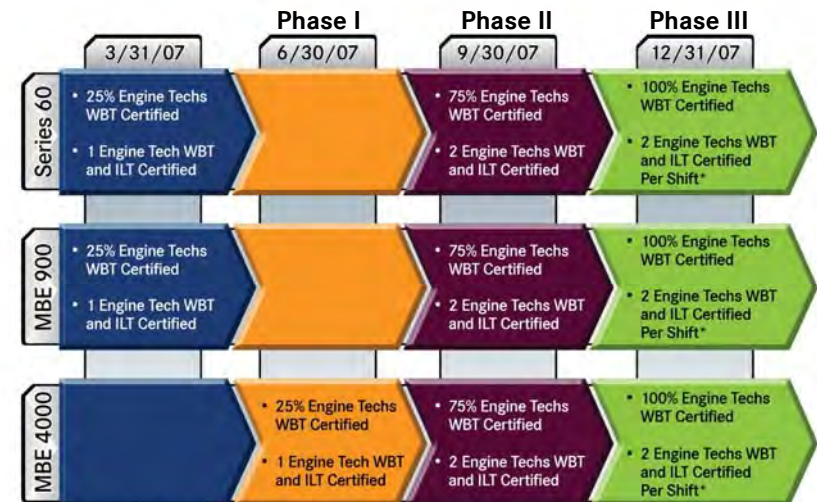 Phase I
Phase II
Phase III
3/31/07
6/30/07
9/30/07
12/31/07
Series 60
• 25% Engine Techs
WBT Certified
• 1 Engine Tech WBT
and ILT Certified
• 75% Engine Techs
WBT Certified
• 2 Engine Techs WBT
and ILT Certified
• 100% Engine Techs
WBT Certified
• 2 Engine Techs WBT
and ILT Certified
Per Shift*
MBE 900
• 25% Engine Techs
WBT Certified
• 1 Engine Tech WBT
and ILT Certified
• 75% Engine Techs
WBT Certified
• 2 Engine Techs WBT
and ILT Certified
• 100% Engine Techs
WBT Certified
• 2 Engine Techs WBT
and ILT Certified
Per Shift*
MBE 4000
• 25% Engine Techs
WBT Certified
• 1 Engine Tech WBT
and ILT Certified
• 75% Engine Techs
WBT Certified
• 2 Engine Techs WBT
and ILT Certified
• 100% Engine Techs
WBT Certified
• 2 Engine Techs WBT
and ILT Certified
Per Shift*